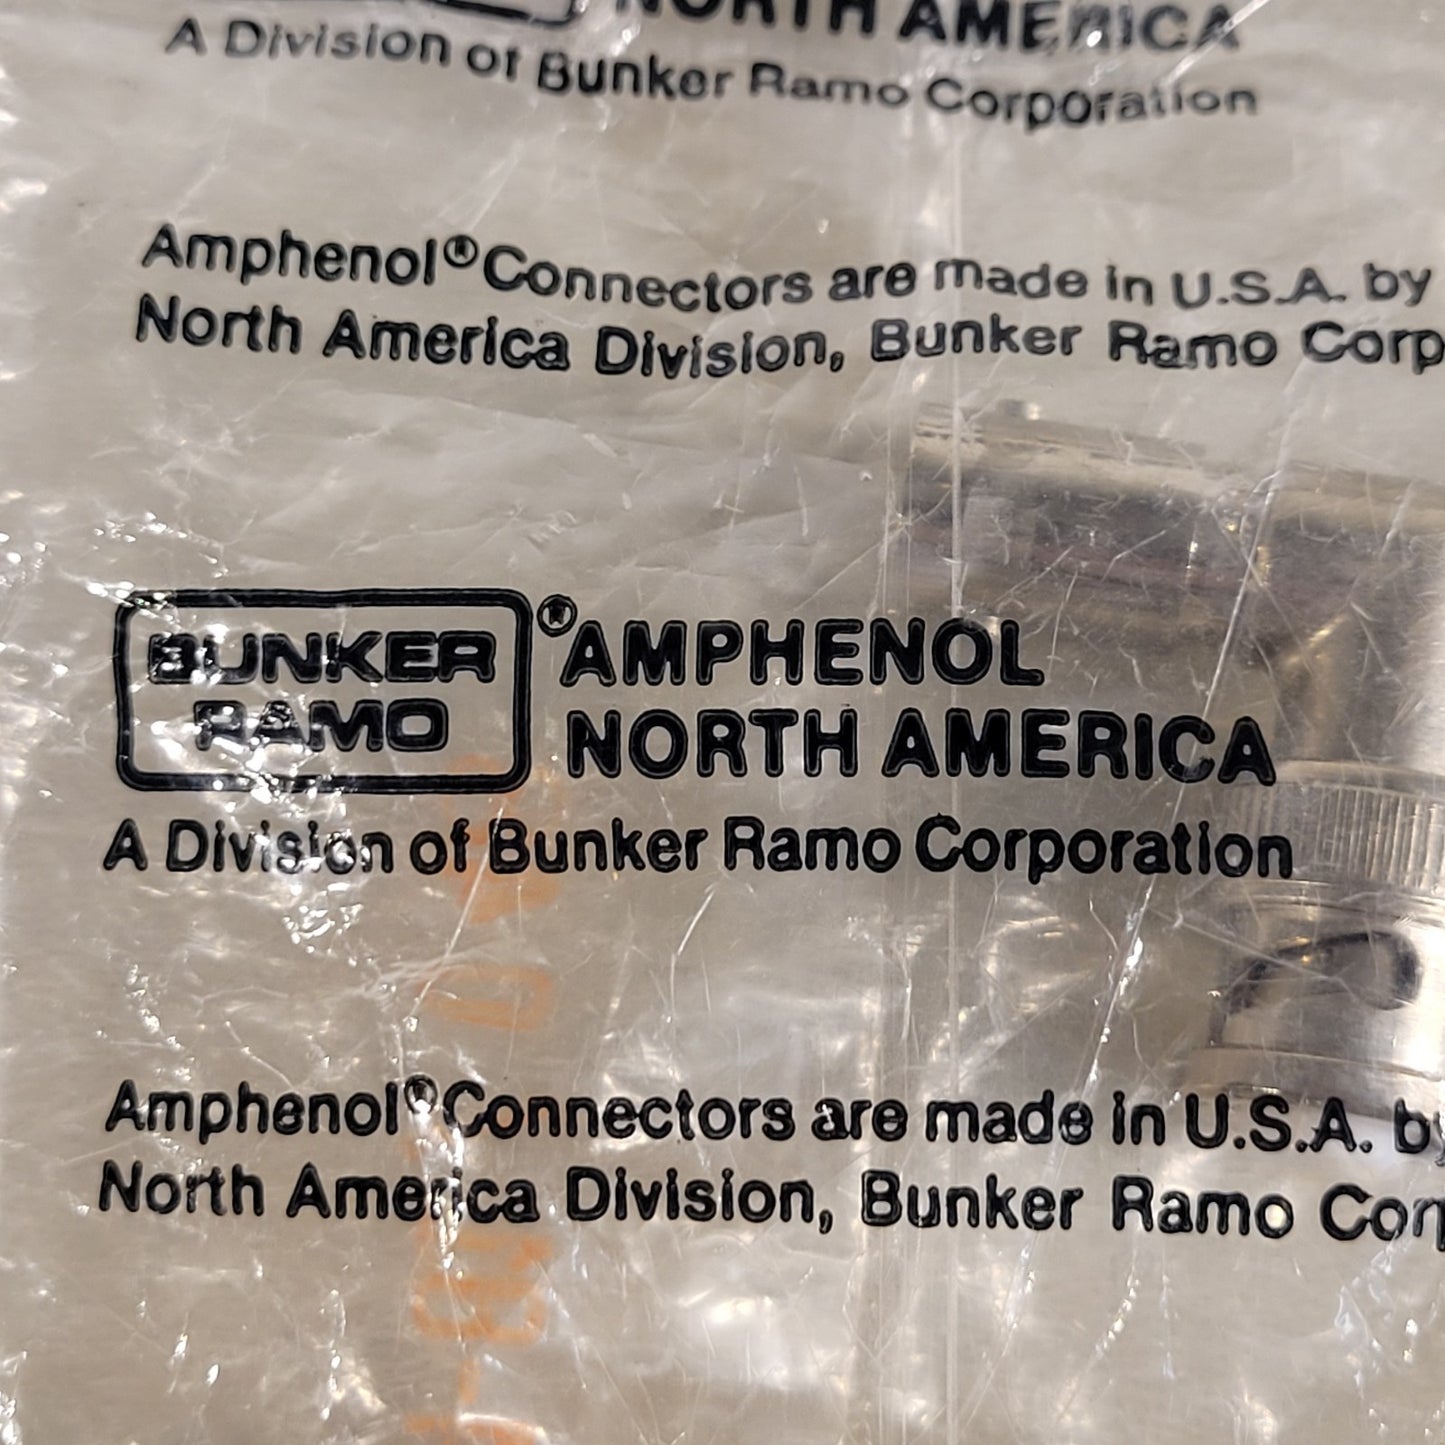 NORTH AMERICA
A Division of Bunker Ramo Corporation
Amphenol® Connectors are made in U.S.A. by
North America Division, Bunker Ramo Corp
BUNKER
RAMO
® AMPHENOL
NORTH AMERICA
A Division of Bunker Ramo Corporation
Amphenol® Connectors are made in U.S.A. by
North America Division, Bunker Ramo Cor